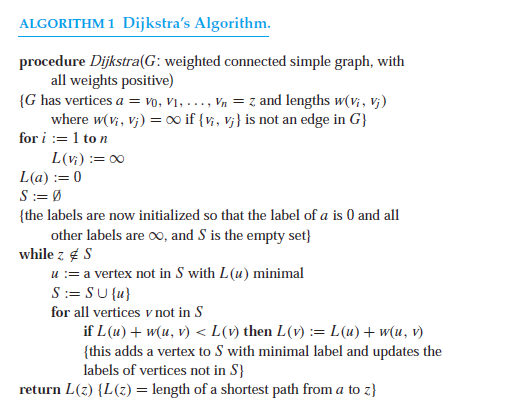 ALGORITHM 1 Dijkstra's Algorithm.
procedure Dijkstra(G: weighted connected simple graph, with
all weights positive)
{G has vertices a = v₀, v₁, . . . , vₙ = z and lengths w(vᵢ, vⱼ)
where w(vᵢ, vⱼ) = ∞ if {vᵢ, vⱼ} is not an edge in G}
for i := 1 to n
L(vᵢ) := ∞
L(a) := 0
S := ∅
{the labels are now initialized so that the label of a is 0 and all
other labels are ∞, and S is the empty set}
while z ∉ S
u := a vertex not in S with L(u) minimal
S := S ∪ {u}
for all vertices v not in S
if L(u) + w(u, v) < L(v) then L(v) := L(u) + w(u, v)
{this adds a vertex to S with minimal label and updates the
labels of vertices not in S}
return L(z) {L(z) = length of a shortest path from a to z}